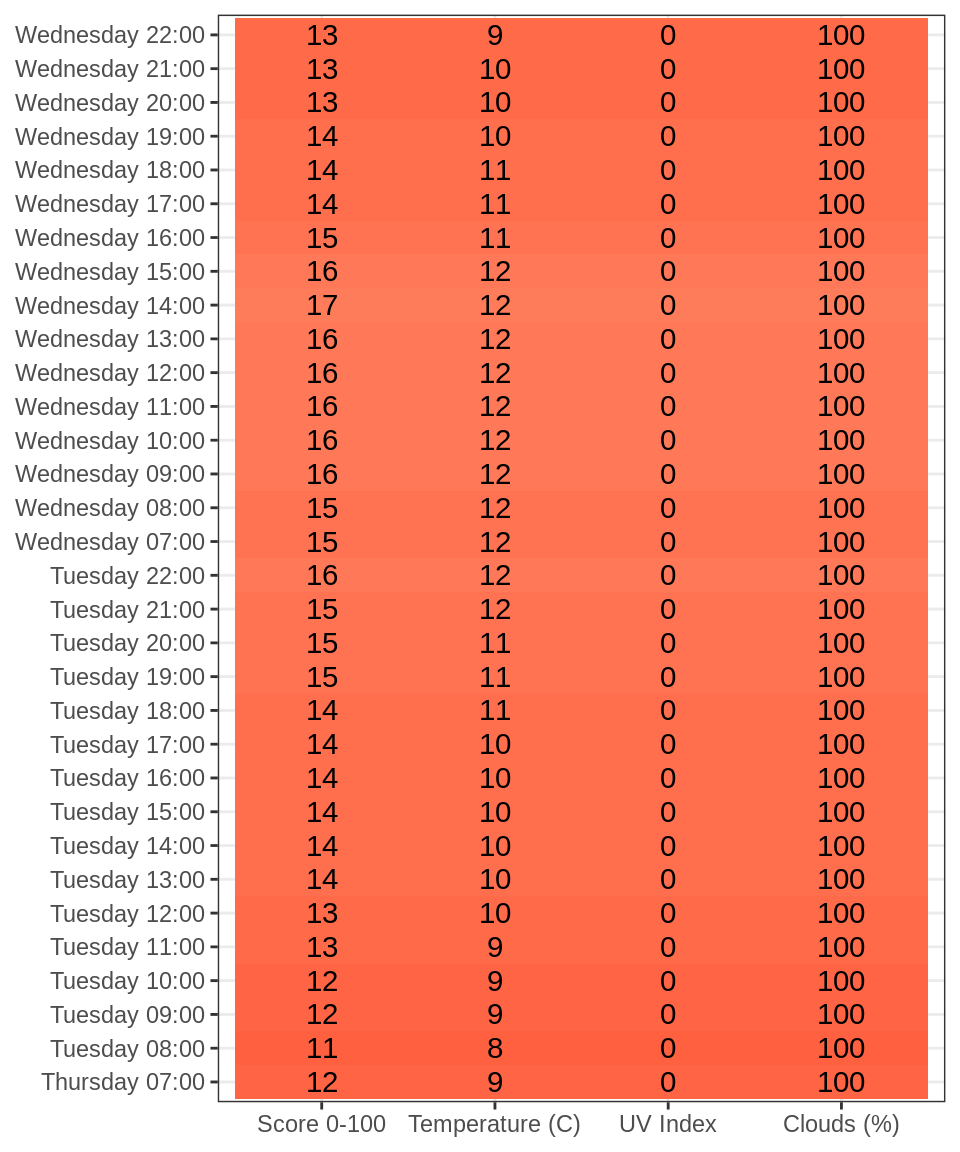 Wednesday 22:00 13 9 0 100
Wednesday 21:00 13 10 0 100
Wednesday 20:00 13 10 0 100
Wednesday 19:00 14 10 0 100
Wednesday 18:00 14 11 0 100
Wednesday 17:00 14 11 0 100
Wednesday 16:00 15 11 0 100
Wednesday 15:00 16 12 0 100
Wednesday 14:00 17 12 0 100
Wednesday 13:00 16 12 0 100
Wednesday 12:00 16 12 0 100
Wednesday 11:00 16 12 0 100
Wednesday 10:00 16 12 0 100
Wednesday 09:00 16 12 0 100
Wednesday 08:00 15 12 0 100
Wednesday 07:00 15 12 0 100
Tuesday 22:00 16 12 0 100
Tuesday 21:00 15 12 0 100
Tuesday 20:00 15 11 0 100
Tuesday 19:00 15 11 0 100
Tuesday 18:00 14 11 0 100
Tuesday 17:00 14 10 0 100
Tuesday 16:00 14 10 0 100
Tuesday 15:00 14 10 0 100
Tuesday 14:00 14 10 0 100
Tuesday 13:00 14 10 0 100
Tuesday 12:00 13 10 0 100
Tuesday 11:00 13 9 0 100
Tuesday 10:00 12 9 0 100
Tuesday 09:00 12 9 0 100
Tuesday 08:00 11 8 0 100
Thursday 07:00 12 9 0 100
Score 0-100 Temperature (C) UV Index Clouds (%)